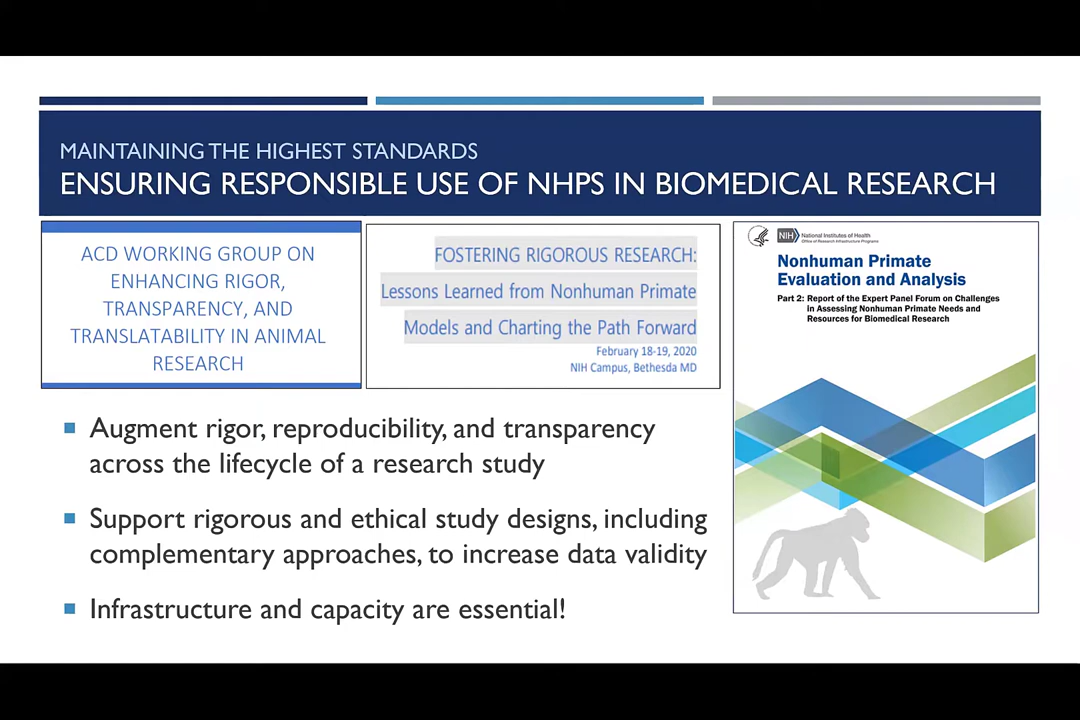 MAINTAINING THE HIGHEST STANDARDS
ENSURING RESPONSIBLE USE OF NHPS IN BIOMEDICAL RESEARCH
ACD WORKING GROUP ON
ENHANCING RIGOR,
TRANSPARENCY, AND
TRANSLATABILITY IN ANIMAL
RESEARCH
FOSTERING RIGOROUS RESEARCH:
Lessons Learned from Nonhuman Primate
Models and Charting the Path Forward
February 18-19, 2020
NIH Campus, Bethesda MD
NIH National Institutes of Health
Office of Research Infrastructure Programs
Nonhuman Primate
Evaluation and Analysis
Part 2: Report of the Expert Panel Forum on Challenges
in Assessing Nonhuman Primate Needs and
Resources for Biomedical Research
Augment rigor, reproducibility, and transparency
across the lifecycle of a research study
Support rigorous and ethical study designs, including
complementary approaches, to increase data validity
Infrastructure and capacity are essential!